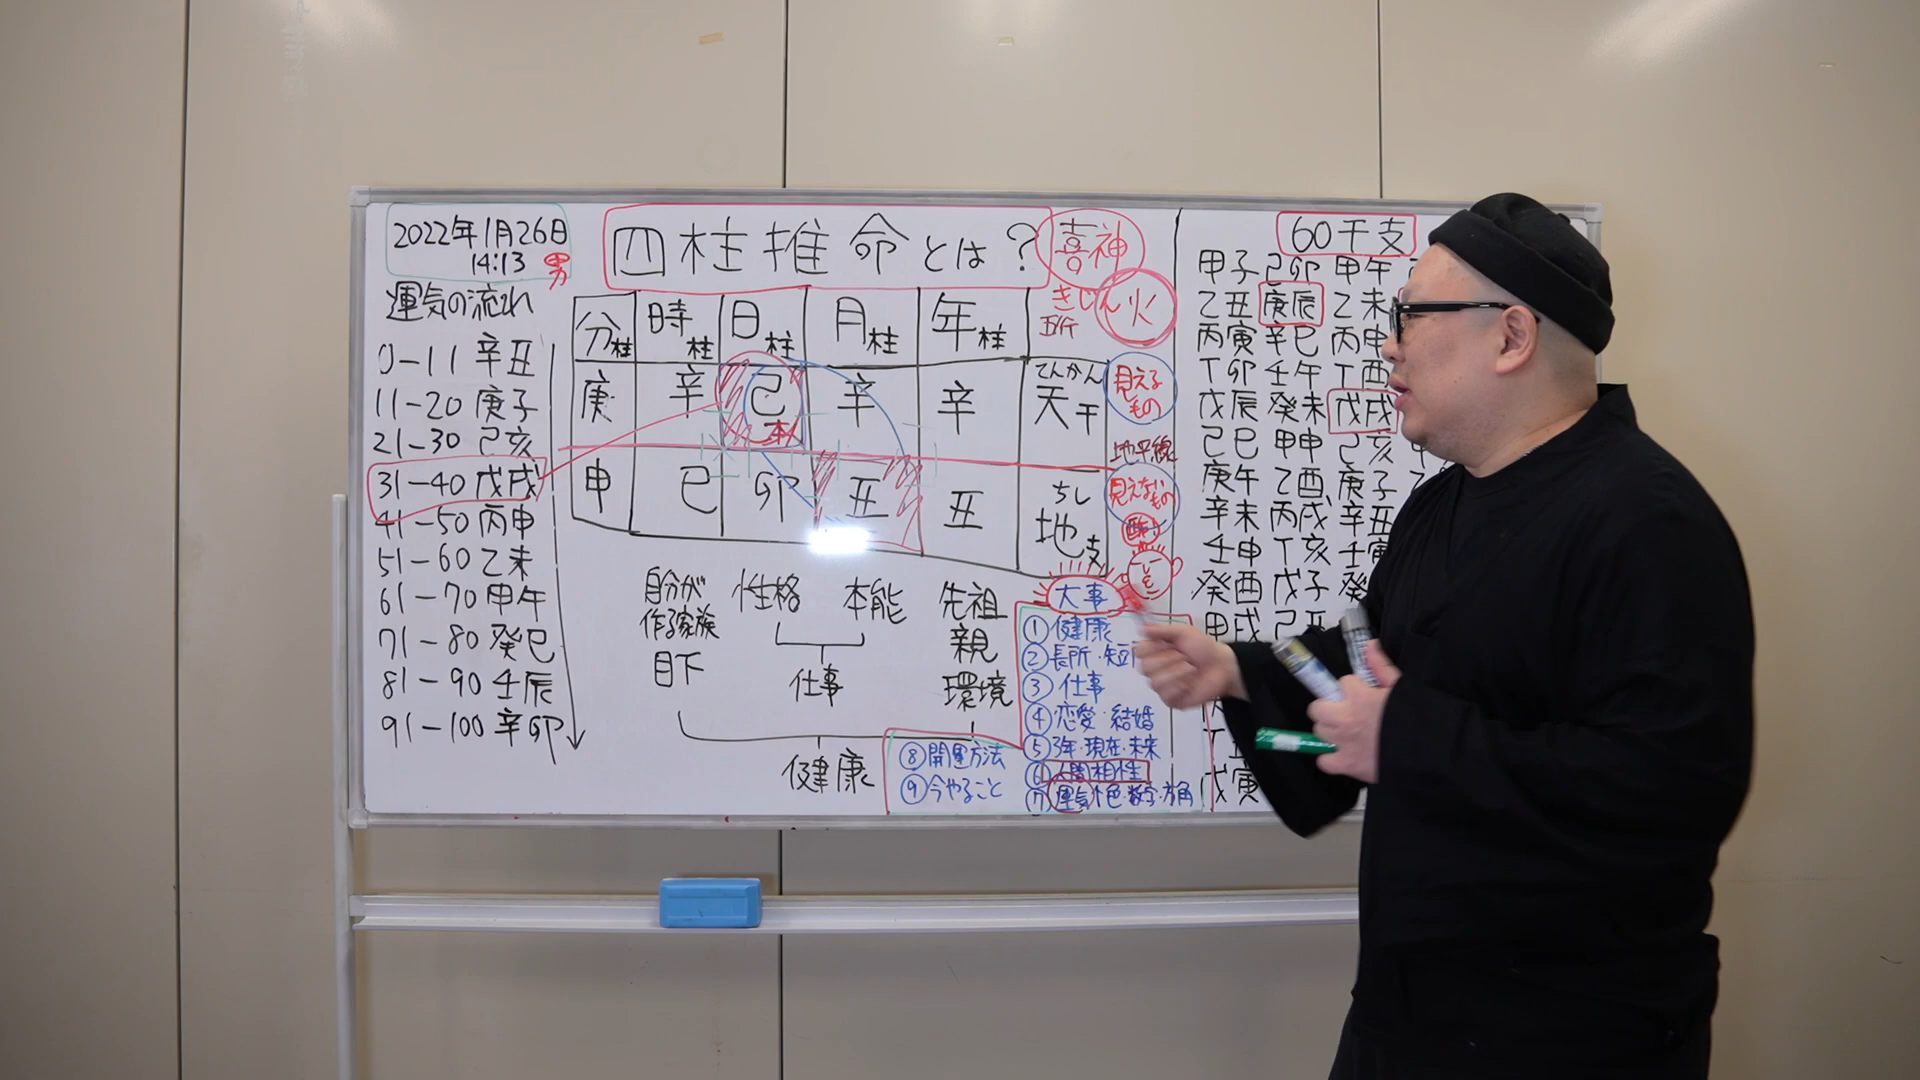 2022年1月26日
14:13 男
運気の流れ
0-11 辛丑
11-20 庚子
21-30 己亥
31-40 戊戌
41-50 丙申
51-60 乙未
61-70 甲午
71-80 癸巳
81-90 壬辰
91-100 辛卯
四柱推命とは?
喜神
きじん
五行
火
分柱 時柱 日柱 月柱 年柱
庚 辛 己 辛 辛
本
てんかん
天干
見える
もの
地平線
申 巳 卯 丑 丑
ちし
地支
見えない
もの
自分が
作る家族
目下
性格 本能
仕事
先祖
親
環境
健康
大事
①健康
②長所・短
③仕事
④恋愛・結婚
⑤3年・現在・未来
⑥人間相性
⑦運気・色・数字・方角
⑧開運方法
⑨今やること
60干支
甲子 己卯 甲午
乙丑 庚辰 乙未
丙寅 辛巳 丙申
丁卯 壬午 丁酉
戊辰 癸未 戊戌
己巳 甲申 己亥
庚午 乙酉 庚子
辛未 丙戌 辛丑
壬申 丁亥 壬寅
癸酉 戊子 癸
甲戌 己丑
戊寅